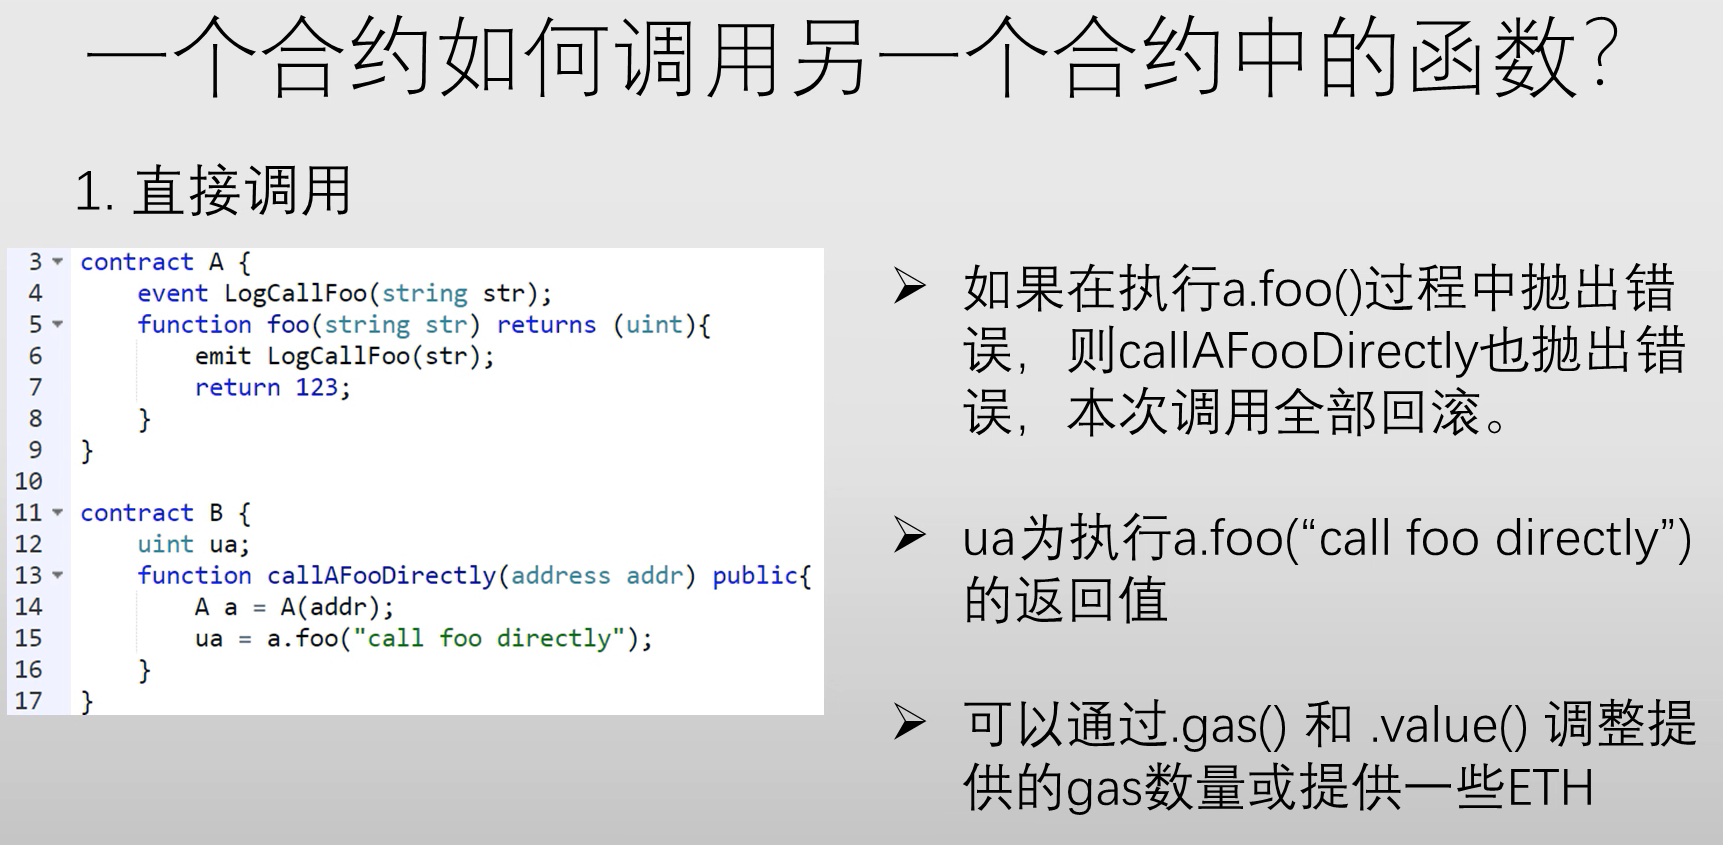 一个合约如何调用另一个合约中的函数？
1. 直接调用
3 contract A {
4 event LogCallFoo(string str);
5 function foo(string str) returns (uint){
6 emit LogCallFoo(str);
7 return 123;
8 }
9 }
10
11 contract B {
12 uint ua;
13 function callAFooDirectly(address addr) public{
14 A a = A(addr);
15 ua = a.foo("call foo directly");
16 }
17 }
➢ 如果在执行a.foo()过程中抛出错
误，则callAFooDirectly也抛出错
误，本次调用全部回滚。
➢ ua为执行a.foo(“call foo directly”)
的返回值
➢ 可以通过.gas() 和 .value() 调整提
供的gas数量或提供一些ETH